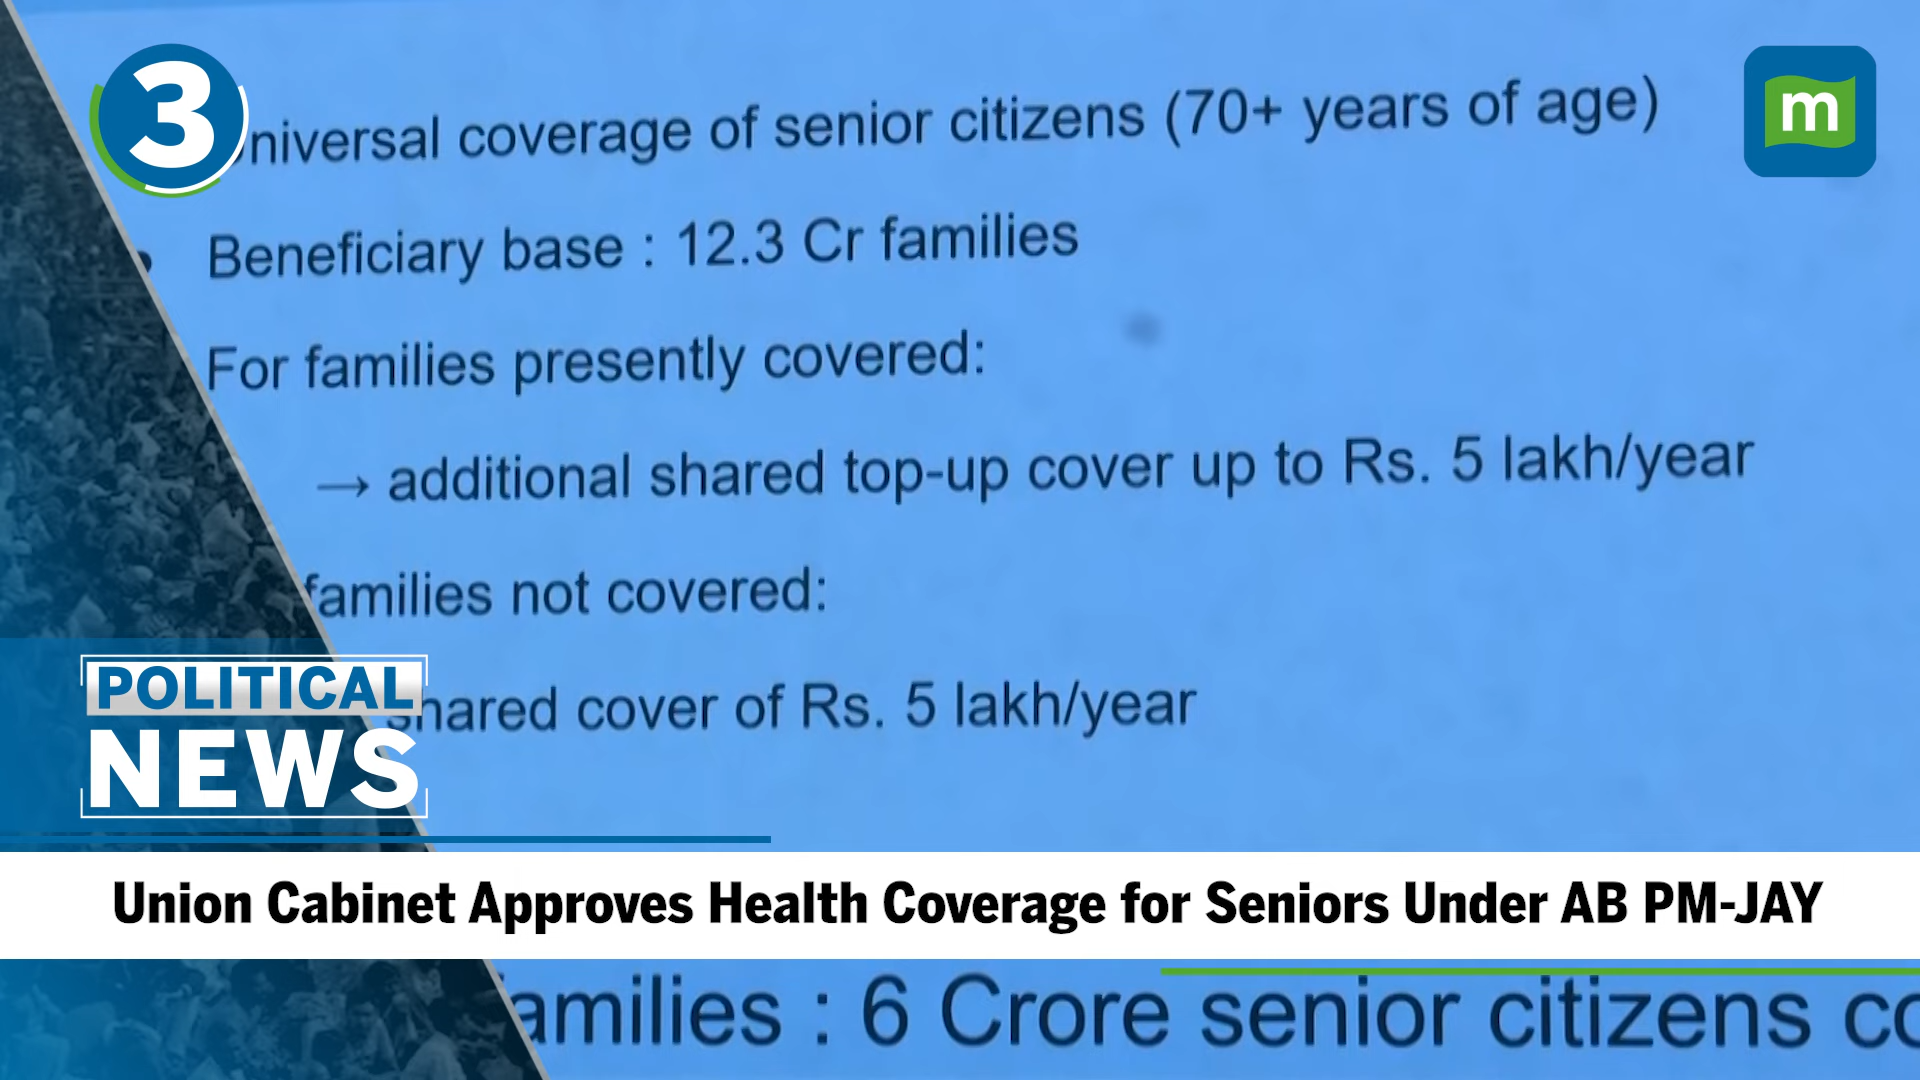 3
m
niversal coverage of senior citizens (70+ years of age)
Beneficiary base : 12.3 Cr families
For families presently covered:
→ additional shared top-up cover up to Rs. 5 lakh/year
families not covered:
shared cover of Rs. 5 lakh/year
POLITICAL
NEWS
Union Cabinet Approves Health Coverage for Seniors Under AB PM-JAY
amilies : 6 Crore senior citizens co